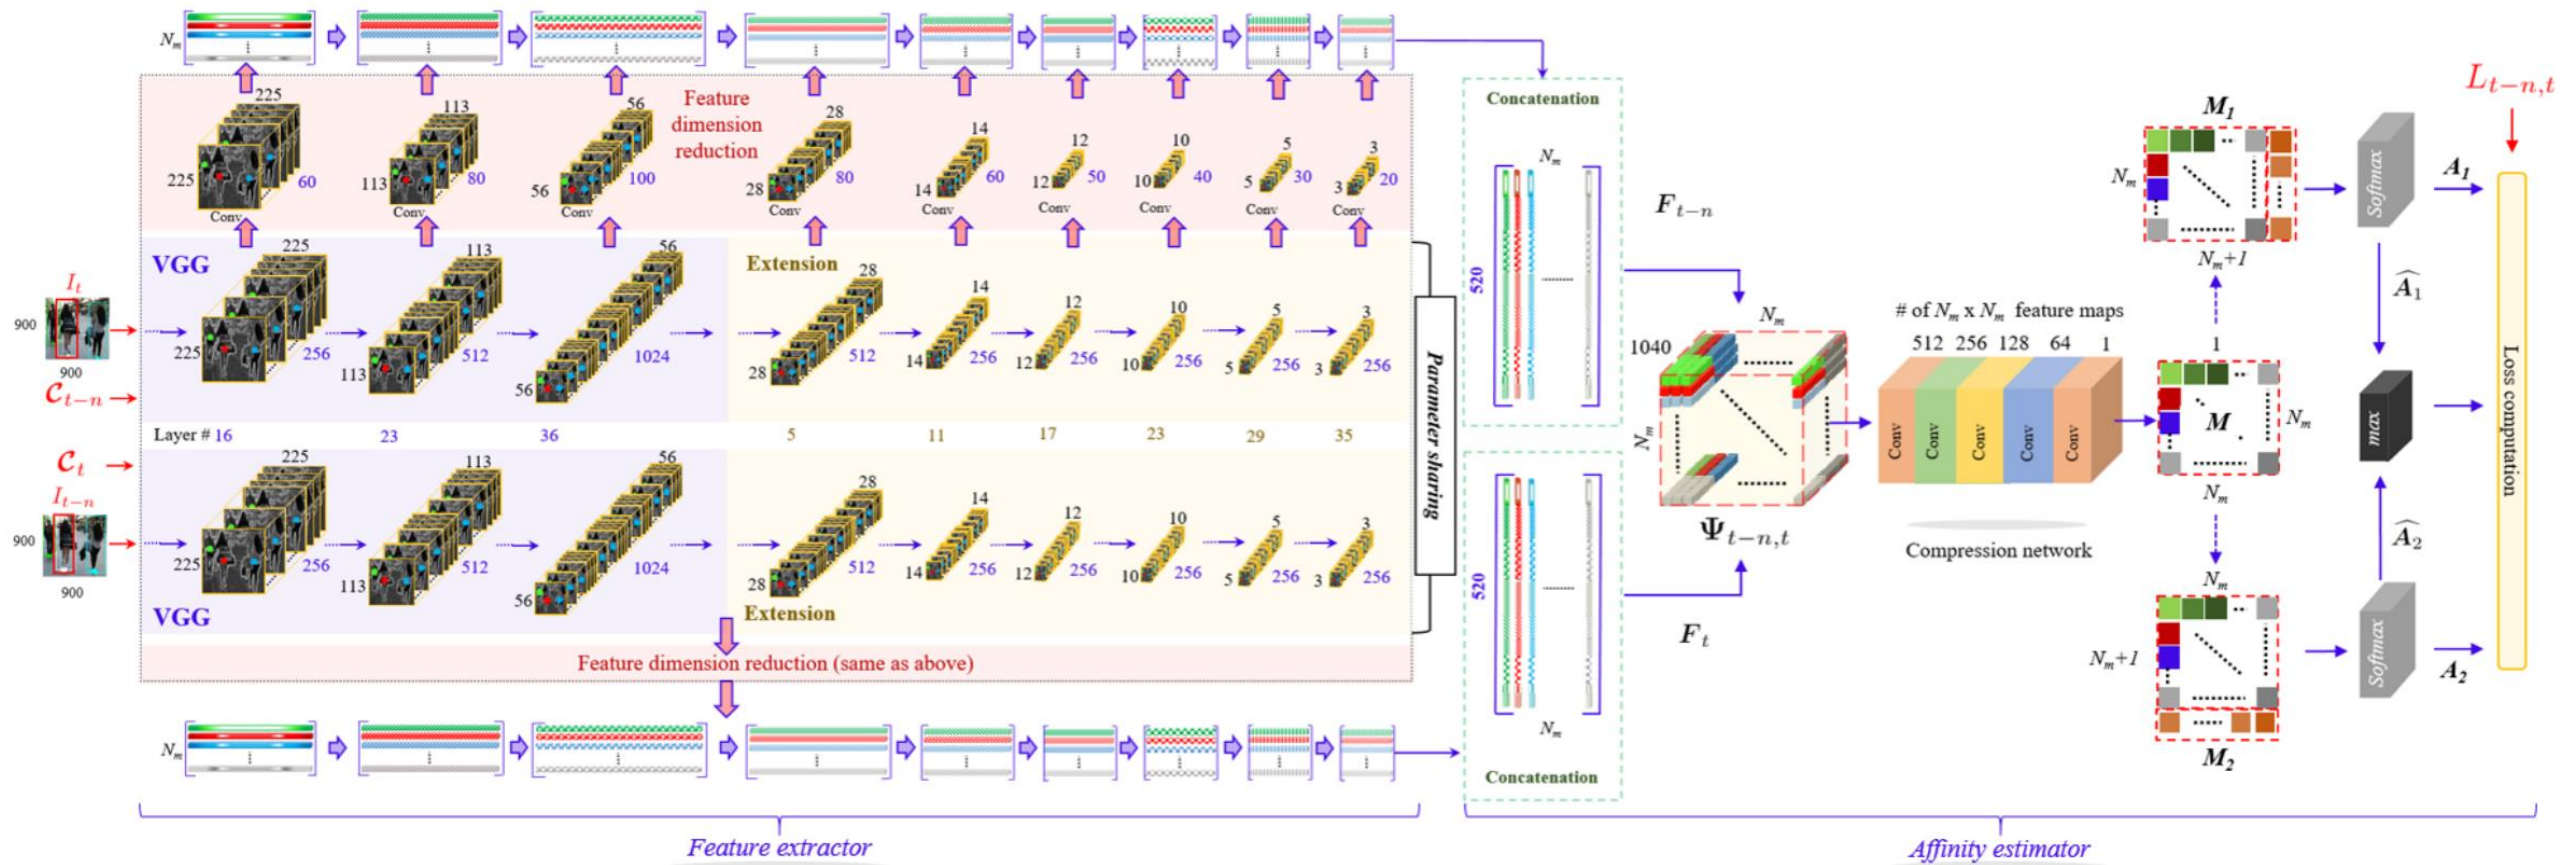 N_m
225
225
60
Conv
113
113
80
Conv
56
56
100
Conv
Feature
dimension
reduction
28
28
80
Conv
14
14
60
Conv
12
12
50
Conv
10
10
40
Conv
5
5
30
Conv
3
3
20
Conv
VGG
225
225
256
113
113
512
56
56
1024
Extension
28
28
512
14
14
256
12
12
256
10
10
256
5
5
256
3
3
256
I_t
900
900
C_{t-n}
Layer # 16 23 36 5 11 17 23 29 35
C_t
I_{t-n}
900
900
225
225
256
113
113
512
56
56
1024
VGG
28
28
512
14
14
256
12
12
256
10
10
256
5
5
256
3
3
256
Extension
Parameter sharing
Feature dimension reduction (same as above)
N_m
Feature extractor
Concatenation
N_m
520
520
N_m
Concatenation
F_{t-n}
F_t
N_m
1040
N_m
Ψ_{t-n,t}
# of N_m x N_m feature maps
512 256 128 64 1
Conv
Conv
Conv
Conv
Conv
Compression network
M_1
N_m
N_m+1
1
M
N_m
N_m
N_m
N_m+1
M_2
Softmax
A_1
\widehat{A}_1
max
\widehat{A}_2
Softmax
A_2
L_{t-n,t}
Loss computation
Affinity estimator